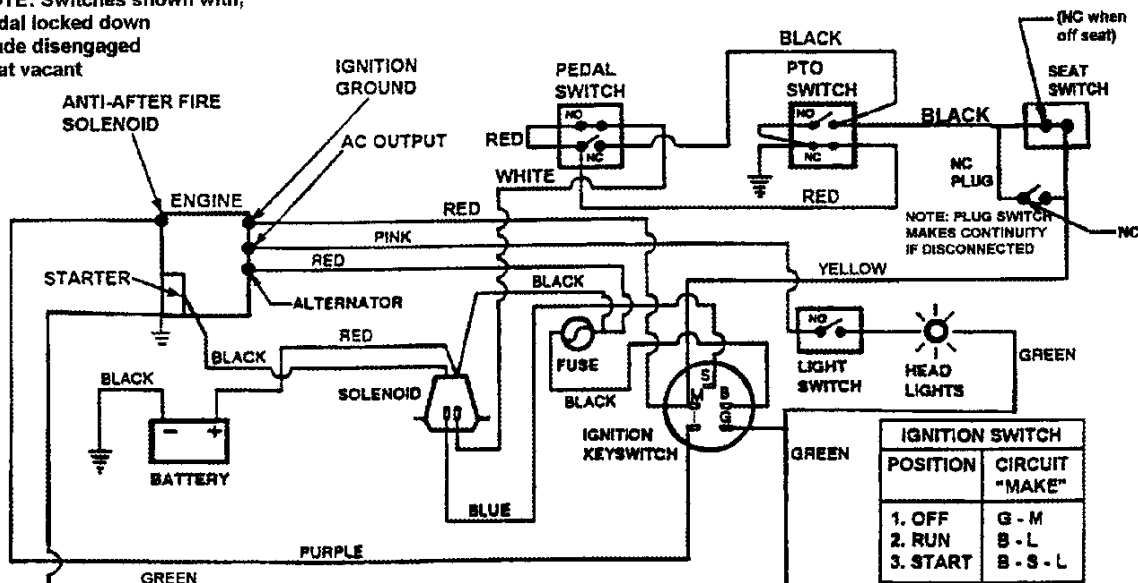 OTE: Switches shown with;
dal locked down
ude disengaged
at vacant
ANTI-AFTER FIRE
SOLENOID
IGNITION
GROUND
AC OUTPUT
ENGINE
STARTER
ALTERNATOR
PEDAL
SWITCH
NO
NC
RED
WHITE
BLACK
PTO
SWITCH
NO
NC
RED
BLACK
(NC when
off seat)
SEAT
SWITCH
NC
PLUG
NOTE: PLUG SWITCH
MAKES CONTINUITY
IF DISCONNECTED
NC
RED
PINK
RED
BLACK
YELLOW
RED
BLACK
BLACK
BATTERY
- +
SOLENOID
FUSE
BLACK
IGNITION
KEYSWITCH
S
M
B
L
G
NO
LIGHT
SWITCH
HEAD
LIGHTS
GREEN
GREEN
BLUE
PURPLE
GREEN
IGNITION SWITCH
POSITION CIRCUIT
"MAKE"
1. OFF G - M
2. RUN B - L
3. START B - S - L